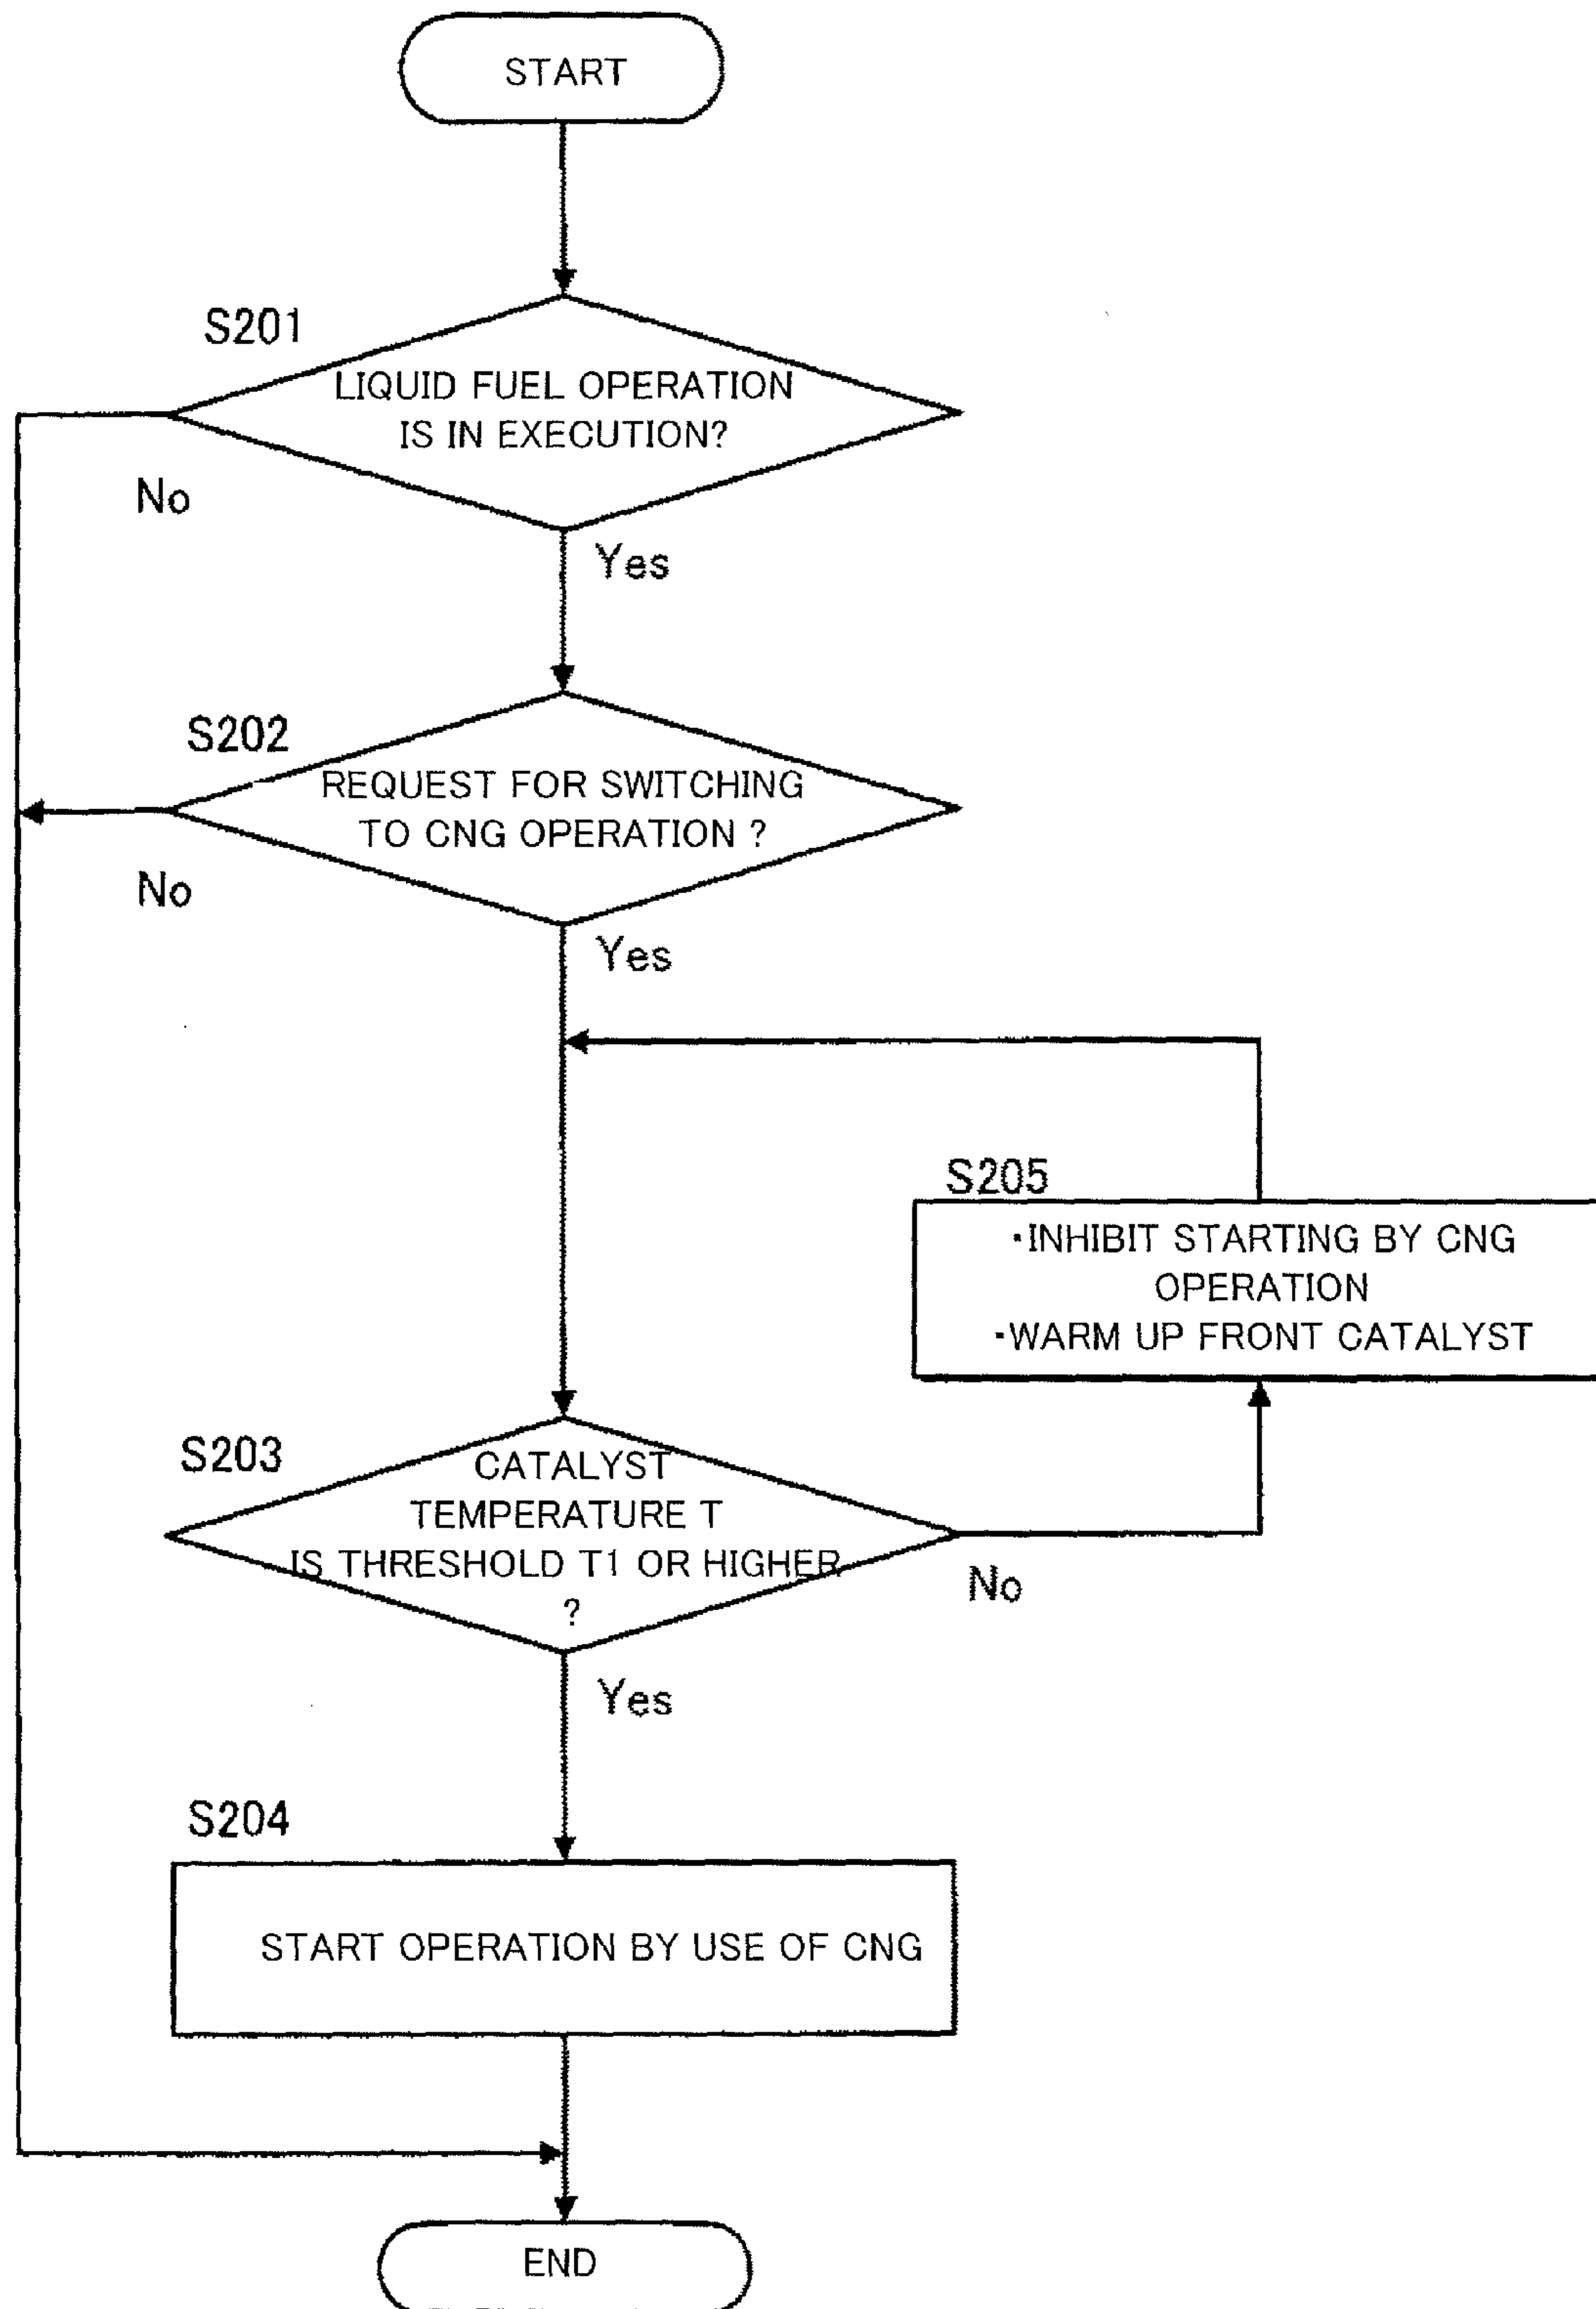 START
S201
LIQUID FUEL OPERATION
IS IN EXECUTION?
No
Yes
S202
REQUEST FOR SWITCHING
TO CNG OPERATION ?
No
Yes
S205
・INHIBIT STARTING BY CNG
OPERATION
・WARM UP FRONT CATALYST
S203
CATALYST
TEMPERATURE T
IS THRESHOLD T1 OR HIGHER
?
No
Yes
S204
START OPERATION BY USE OF CNG
END